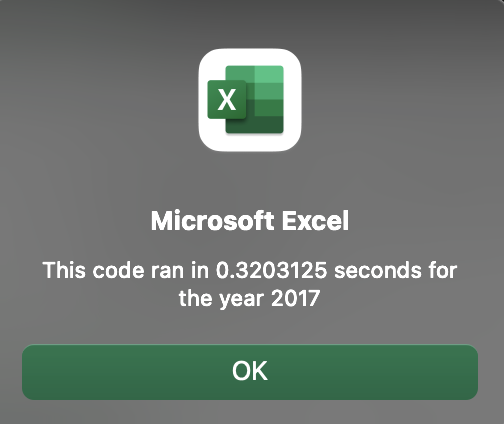 X
Microsoft Excel
This code ran in 0.3203125 seconds for
the year 2017
OK